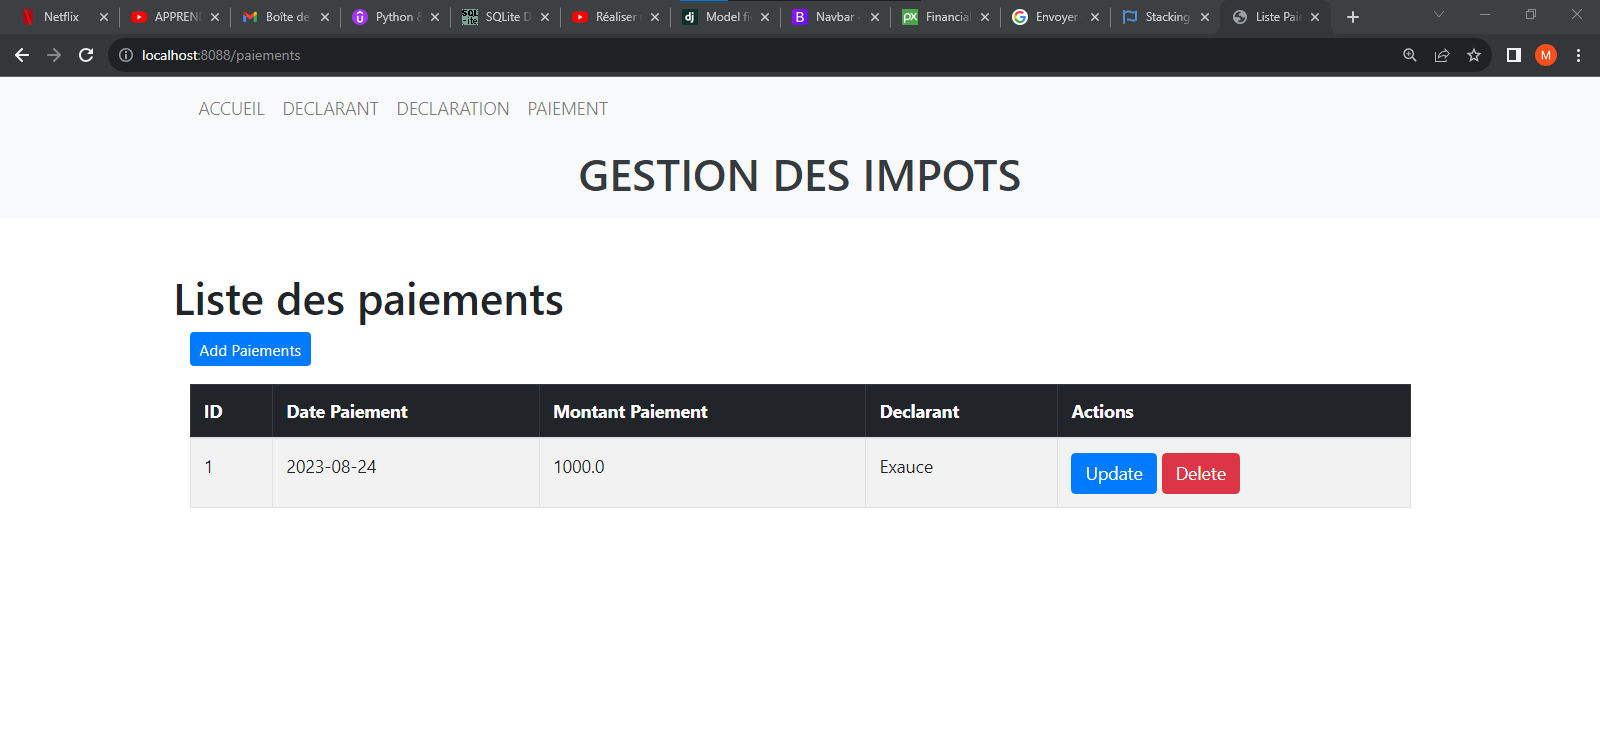 Netflix APPREN Boîte de Python & SQLite D Réaliser Model fi Navbar - Financial Envoyer Stacking Liste Pai
localhost:8088/paiements M
ACCUEIL DECLARANT DECLARATION PAIEMENT
GESTION DES IMPOTS
Liste des paiements
Add Paiements
ID Date Paiement Montant Paiement Declarant Actions
1 2023-08-24 1000.0 Exauce Update Delete